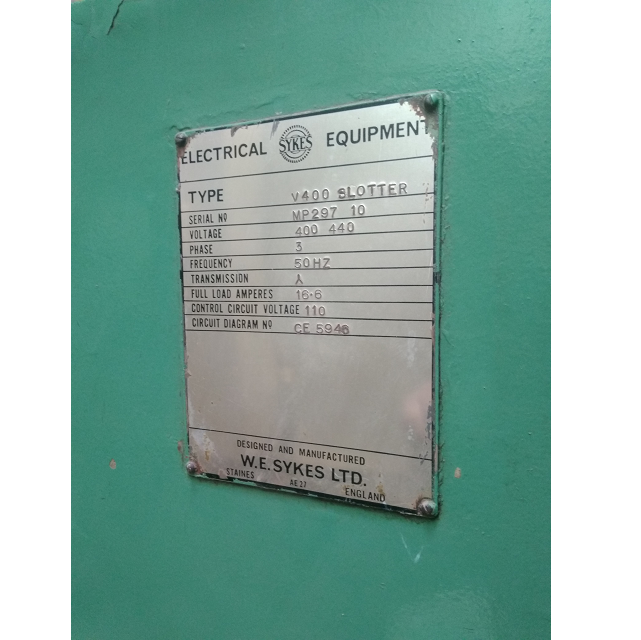 ELECTRICAL SYKES EQUIPMENT
TYPE V400 SLOTTER
SERIAL Nº MP297 10
VOLTAGE 400 440
PHASE 3
FREQUENCY 50HZ
TRANSMISSION
FULL LOAD AMPERES 16·6
CONTROL CIRCUIT VOLTAGE 110
CIRCUIT DIAGRAM Nº CE 5946
DESIGNED AND MANUFACTURED
W.E. SYKES LTD.
STAINES AE27 ENGLAND